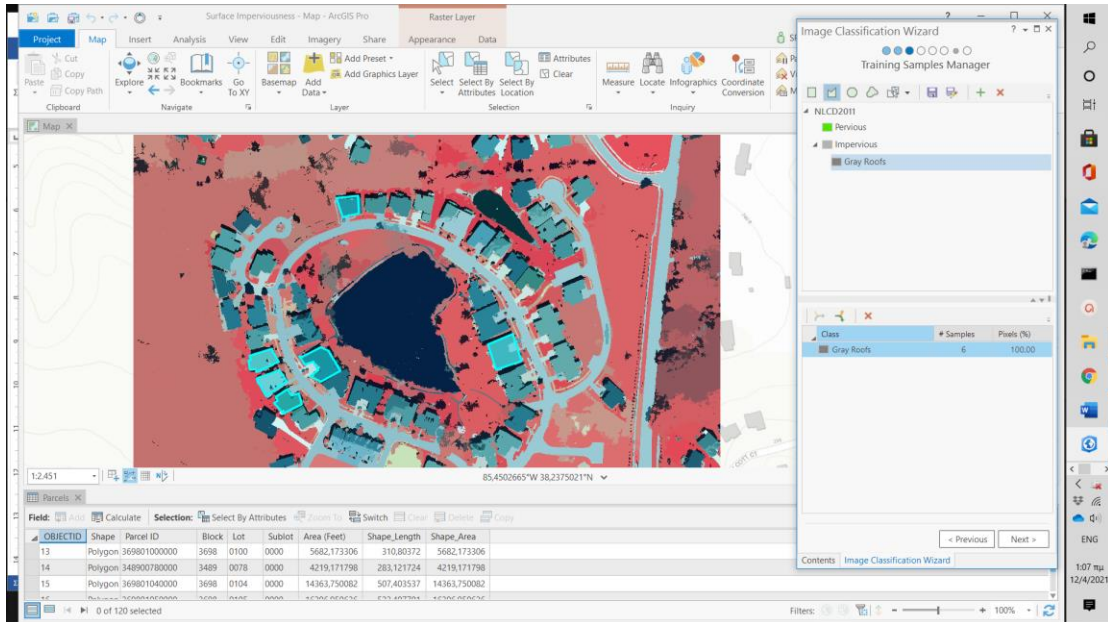 Surface Imperviousness - Map - ArcGIS Pro
Raster Layer
Project Map Insert Analysis View Edit Imagery Share Appearance Data
Paste
Cut
Copy
Copy Path
Clipboard
Explore
Bookmarks
Go To XY
Navigate
Basemap
Add Data
Add Preset
Add Graphics Layer
Layer
Select
Select By Attributes
Select By Location
Attributes
Clear
Selection
Measure
Locate
Infographics
Coordinate Conversion
Inquiry
Map
1:2,451
85,4502665°W 38,2375021°N
Parcels
Field: Add Calculate Selection: Select By Attributes Zoom To Switch Clear Delete Copy
OBJECTID Shape Parcel ID Block Lot Sublot Area (Feet) Shape_Length Shape_Area
13 Polygon 369801000000 3698 0100 0000 5682,173306 310,80372 5682,173306
14 Polygon 348900780000 3489 0078 0000 4219,171798 283,121724 4219,171798
15 Polygon 369801040000 3698 0104 0000 14363,750082 507,403537 14363,750082
0 of 120 selected
Filters:
100%
Image Classification Wizard
Training Samples Manager
NLCD2011
Pervious
Impervious
Gray Roofs
Class # Samples Pixels (%)
Gray Roofs 6 100.00
< Previous Next >
Contents Image Classification Wizard
ENG
1:07 πμ
12/4/2021